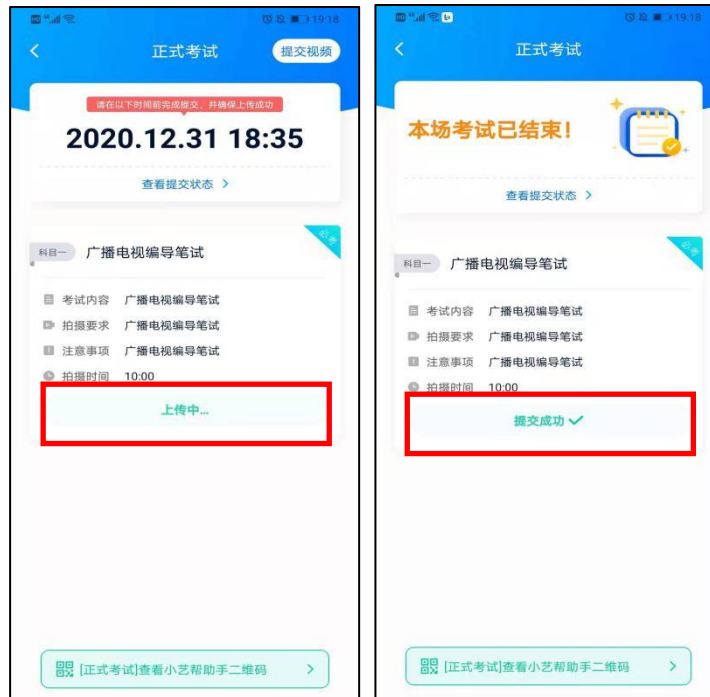 19:18
正式考试
提交视频
请在以下时间前完成提交，并确保上传成功
2020.12.31 18:35
查看提交状态
必考
科目一 广播电视编导笔试
考试内容 广播电视编导笔试
拍摄要求 广播电视编导笔试
注意事项 广播电视编导笔试
拍摄时间 10:00
上传中...
[正式考试]查看小艺帮助手二维码
19:18
正式考试
本场考试已结束！
查看提交状态
必考
科目一 广播电视编导笔试
考试内容 广播电视编导笔试
拍摄要求 广播电视编导笔试
注意事项 广播电视编导笔试
拍摄时间 10:00
提交成功
[正式考试]查看小艺帮助手二维码